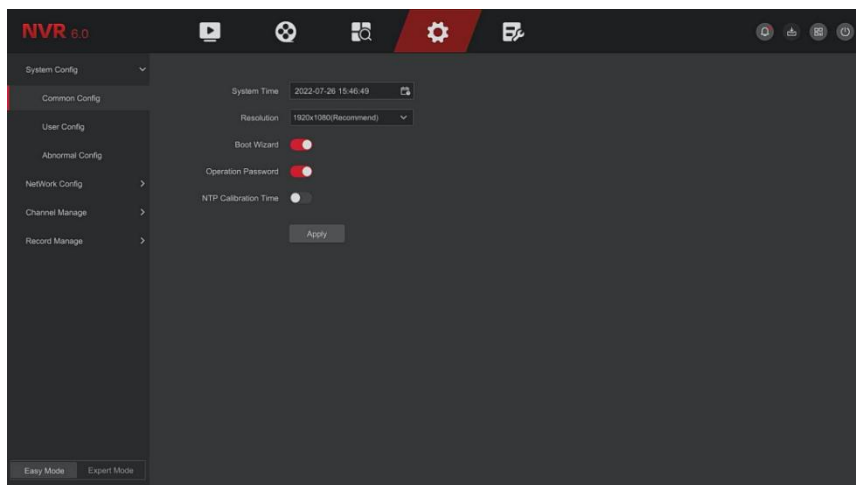 NVR 6.0
System Config
Common Config
User Config
Abnormal Config
NetWork Config
Channel Manage
Record Manage
System Time 2022-07-26 15:46:49
Resolution 1920x1080(Recommend)
Boot Wizard
Operation Password
NTP Calibration Time
Apply
Easy Mode Expert Mode